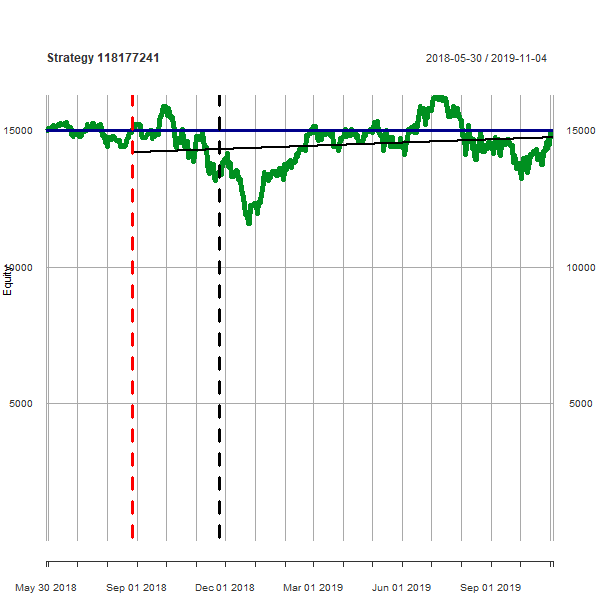 Strategy 118177241
2018-05-30 / 2019-11-04
15000
15000
10000
10000
Equity
5000
5000
May 30 2018
Sep 01 2018
Dec 01 2018
Mar 01 2019
Jun 01 2019
Sep 01 2019